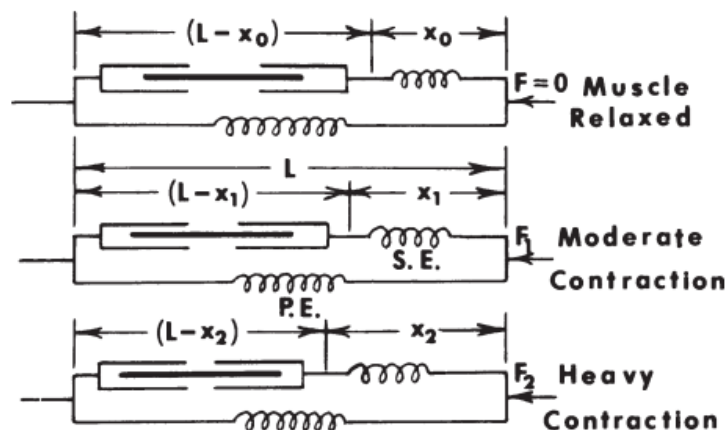 (L-x₀) x₀
F=0 Muscle
Relaxed
L
(L-x₁) x₁
F₁ Moderate
S.E.
Contraction
P.E.
(L-x₂) x₂
F₂ Heavy
Contraction